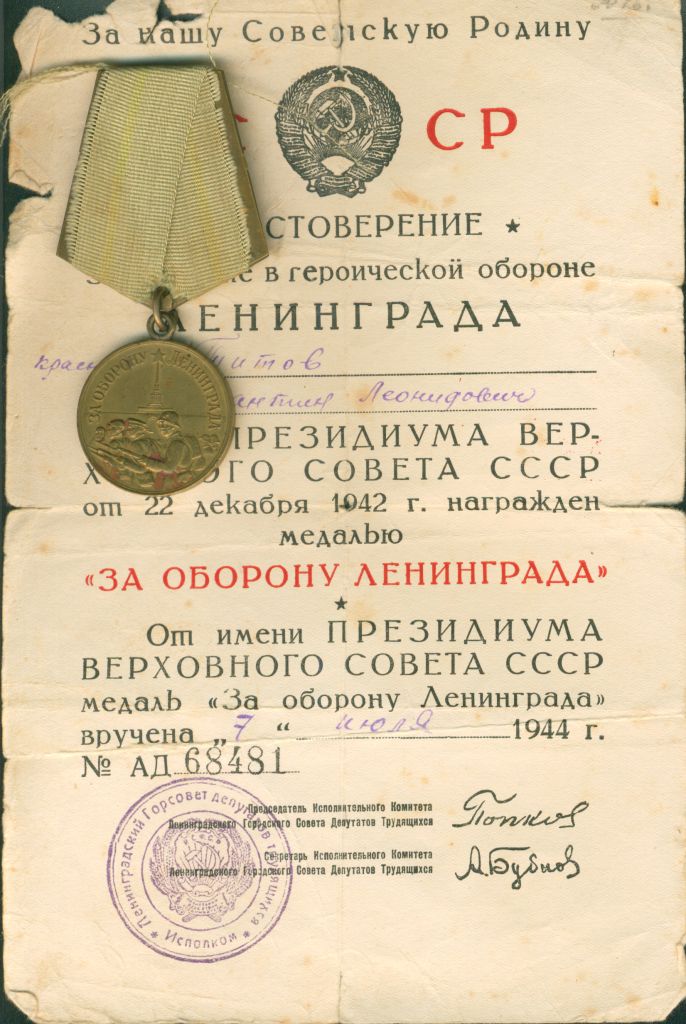 За нашу Советскую Родину
СР
СТОВЕРЕНИЕ ★
в героической обороне
ЛЕНИНГРАДА
Титов
Леонидович
ПРЕЗИДИУМА ВЕР-
ОГО СОВЕТА СССР
от 22 декабря 1942 г. награжден
медалью
«ЗА ОБОРОНУ ЛЕНИНГРАДА»
★
От имени ПРЕЗИДИУМА
ВЕРХОВНОГО СОВЕТА СССР
медаль «За оборону Ленинграда»
вручена „7“ июля 1944 г.
№ АД 68481
Председатель Исполнительного Комитета
Ленинградского Городского Совета Депутатов Трудящихся
Попков
Секретарь Исполнительного Комитета
Ленинградского Городского Совета Депутатов Трудящихся
А.Бубнов
Ленинградский Горсовет депутатов трудящихся
★ Исполком ★
ЗА ОБОРОНУ ★ ЛЕНИНГРАДА